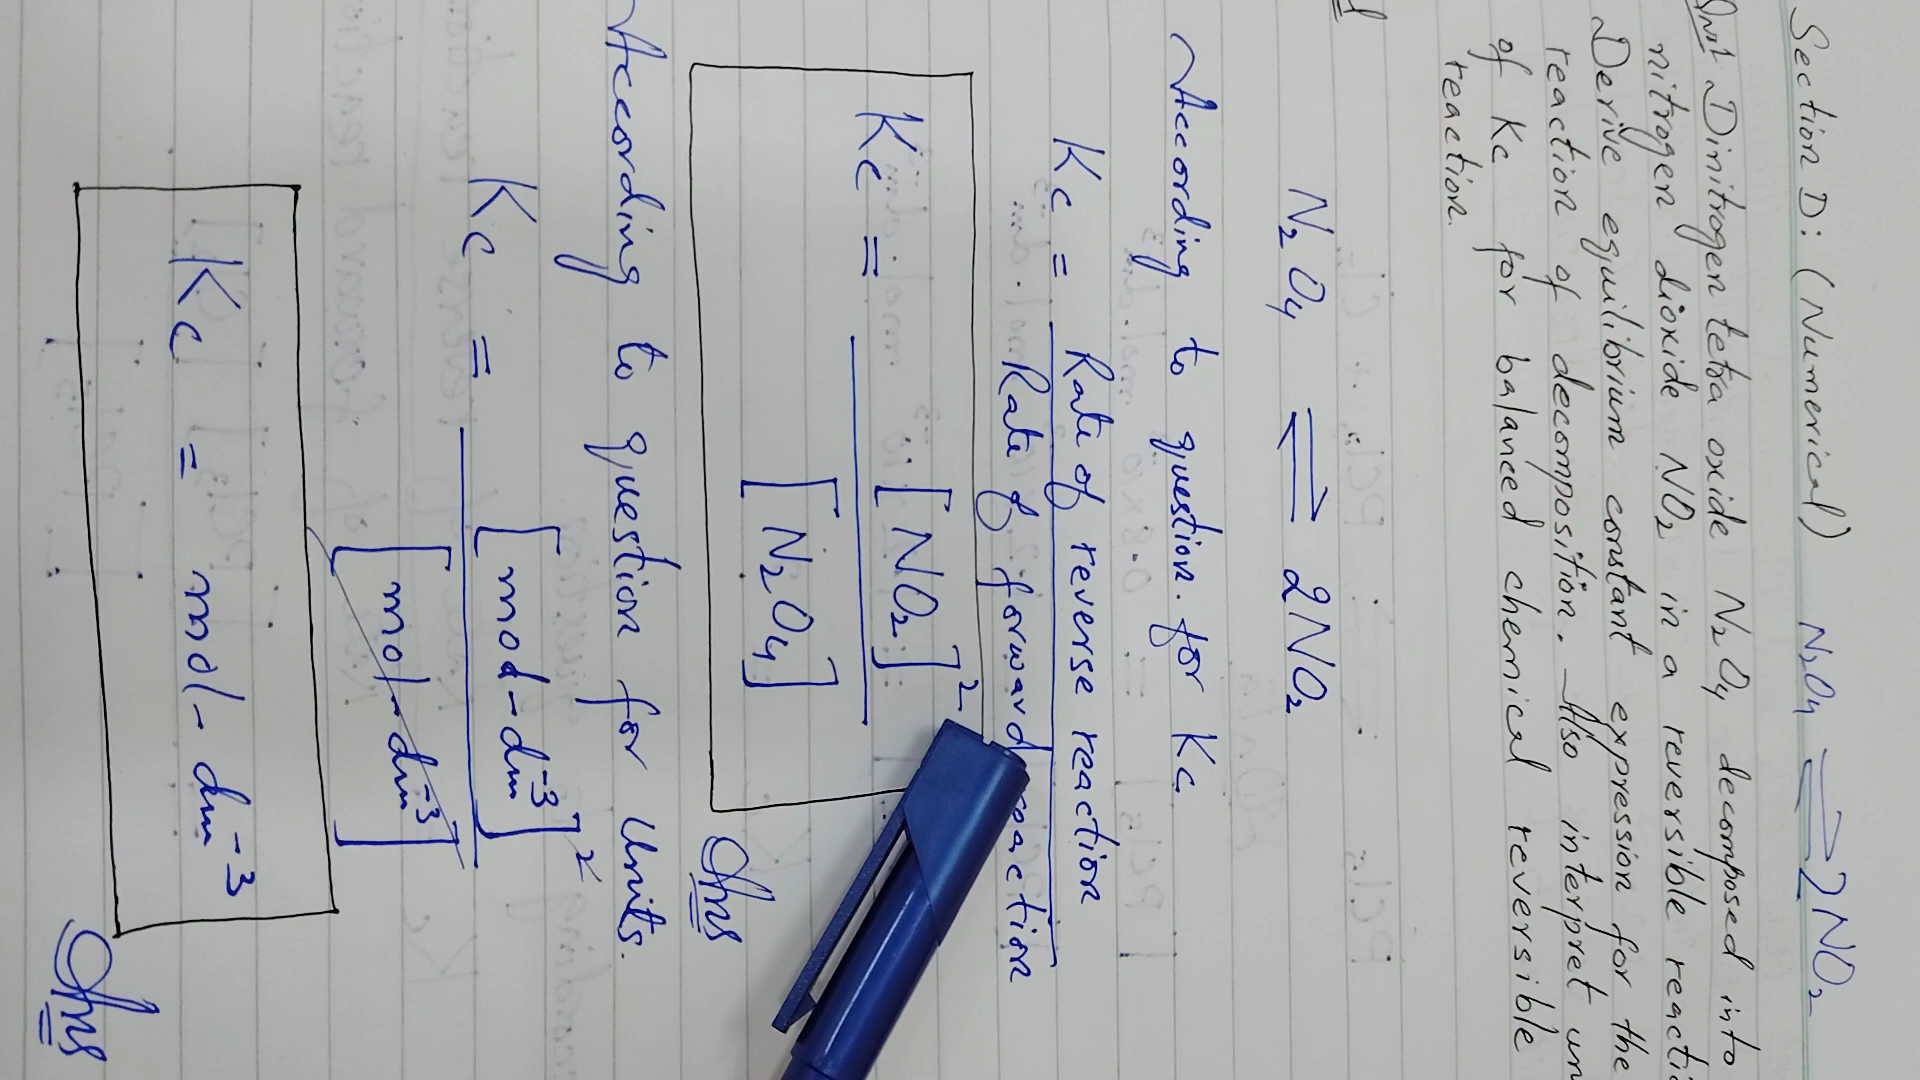 Section D: (Numerical) N₂O₄ ⇌ 2NO₂
Dinitrogen tetra oxide N₂O₄ decomposed into
nitrogen dioxide NO₂ in a reversible reacti
Derive equilibrium constant expression for the
reaction of decomposition. Also interpret un
of Kc for balanced chemical reversible
reaction.
N₂O₄ ⇌ 2NO₂
According to question for Kc
Kc = Rate of reverse reaction
Rate of forward reaction
Kc = [NO₂]²
[N₂O₄]
Ans
According to question for Units.
Kc = [mol-dm⁻³]²
[mol-dm⁻³]
Kc = mol-dm⁻³
Ans